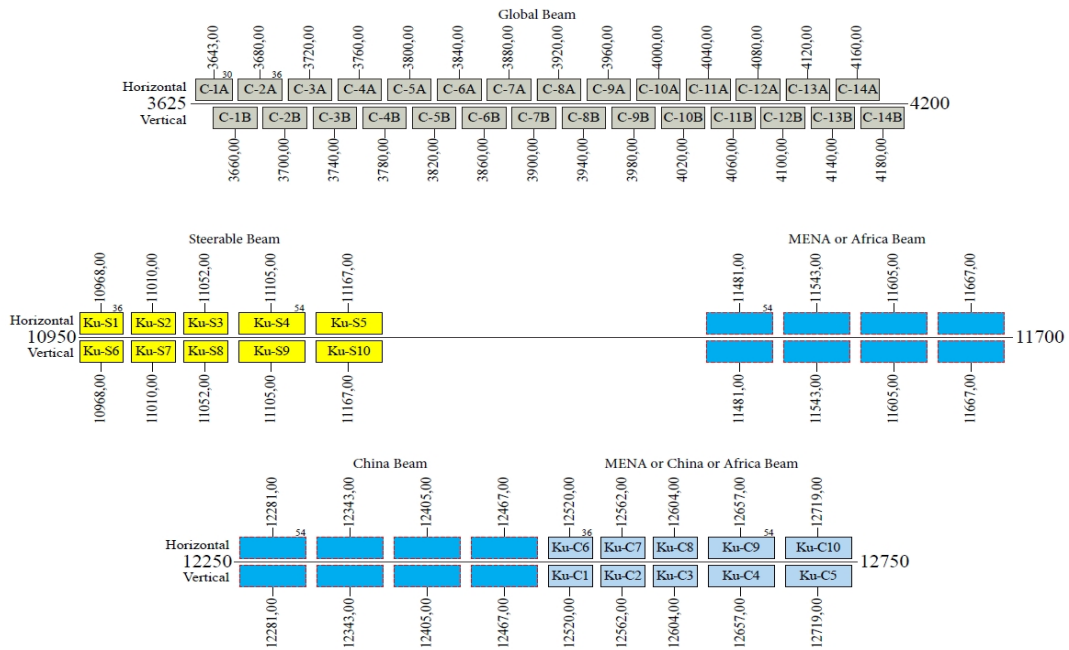 Global Beam
3643,00 3680,00 3720,00 3760,00 3800,00 3840,00 3880,00 3920,00 3960,00 4000,00 4040,00 4080,00 4120,00 4160,00
30 36
Horizontal C-1A C-2A C-3A C-4A C-5A C-6A C-7A C-8A C-9A C-10A C-11A C-12A C-13A C-14A
3625 4200
Vertical C-1B C-2B C-3B C-4B C-5B C-6B C-7B C-8B C-9B C-10B C-11B C-12B C-13B C-14B
3660,00 3700,00 3740,00 3780,00 3820,00 3860,00 3900,00 3940,00 3980,00 4020,00 4060,00 4100,00 4140,00 4180,00
Steerable Beam MENA or Africa Beam
10968,00 11010,00 11052,00 11105,00 11167,00 11481,00 11543,00 11605,00 11667,00
36 54 54
Horizontal Ku-S1 Ku-S2 Ku-S3 Ku-S4 Ku-S5
10950 11700
Vertical Ku-S6 Ku-S7 Ku-S8 Ku-S9 Ku-S10
10968,00 11010,00 11052,00 11105,00 11167,00 11481,00 11543,00 11605,00 11667,00
China Beam MENA or China or Africa Beam
12281,00 12343,00 12405,00 12467,00 12520,00 12562,00 12604,00 12657,00 12719,00
54 36 54
Horizontal Ku-C6 Ku-C7 Ku-C8 Ku-C9 Ku-C10
12250 12750
Vertical Ku-C1 Ku-C2 Ku-C3 Ku-C4 Ku-C5
12281,00 12343,00 12405,00 12467,00 12520,00 12562,00 12604,00 12657,00 12719,00